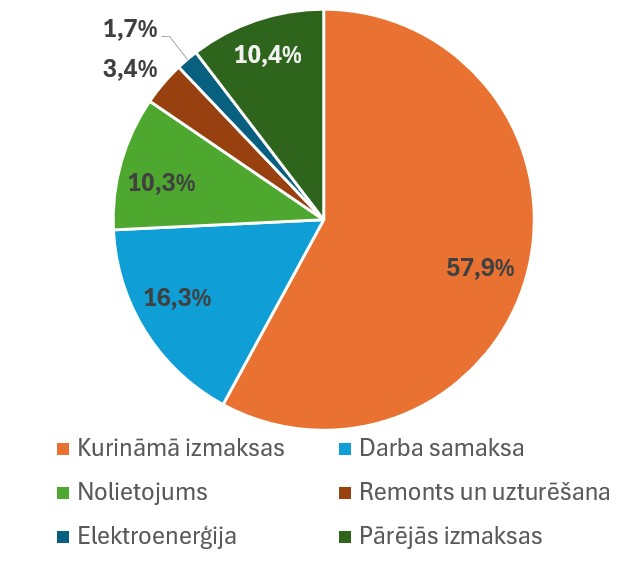 1,7%
10,4%
3,4%
10,3%
57,9%
16,3%
Kurināmā izmaksas
Darba samaksa
Nolietojums
Remonts un uzturēšana
Elektroenerģija
Pārējās izmaksas